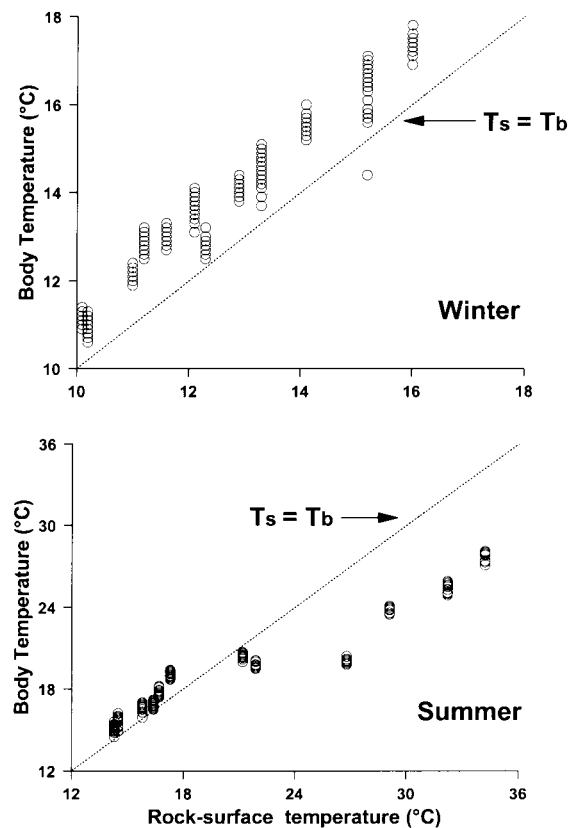 18
16
14
12
10
Body Temperature (°C)
Ts = Tb
Winter
10 12 14 16 18
36
30
24
18
12
Body Temperature (°C)
Ts = Tb
Summer
12 18 24 30 36
Rock-surface temperature (°C)